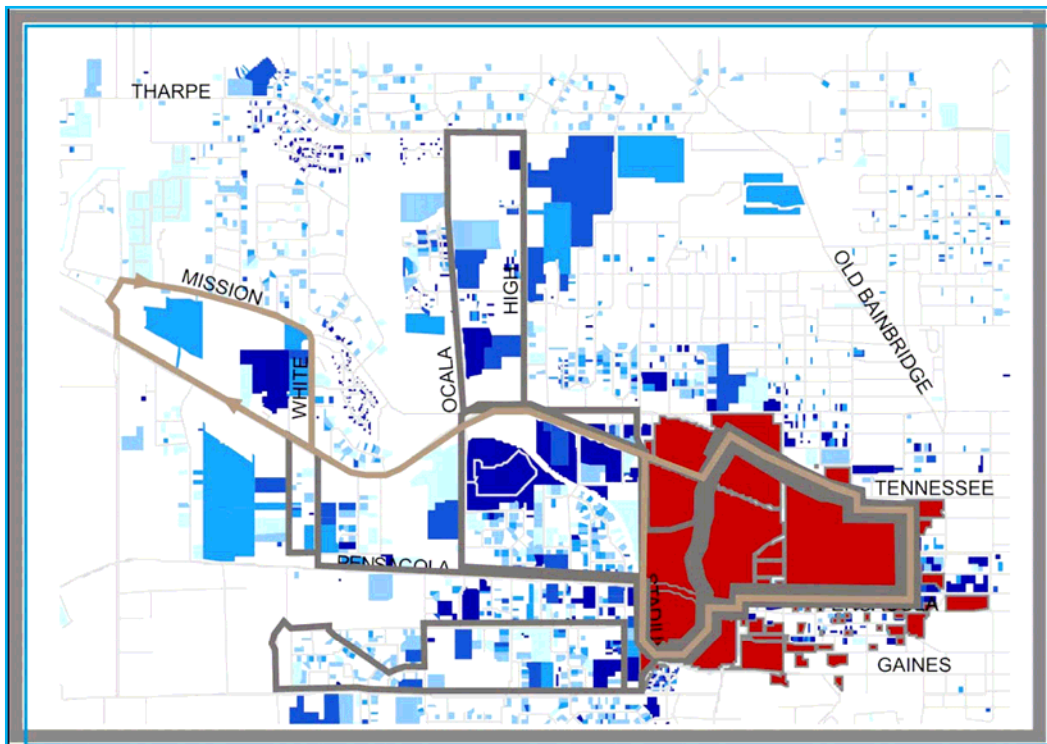 THARPE
MISSION
HIGH
OLD BAINBRIDGE
OCALA
WHITE
TENNESSEE
PENSACOLA
GAINES